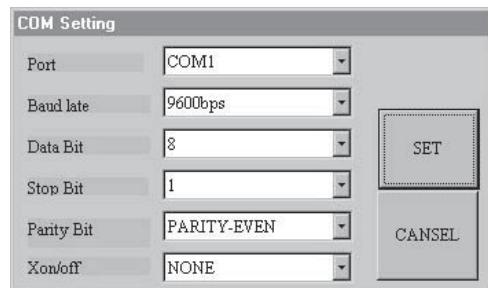 COM Setting
Port COM1
Baud late 9600bps
Data Bit 8
SET
Stop Bit 1
Parity Bit PARITY-EVEN
CANSEL
Xon/off NONE